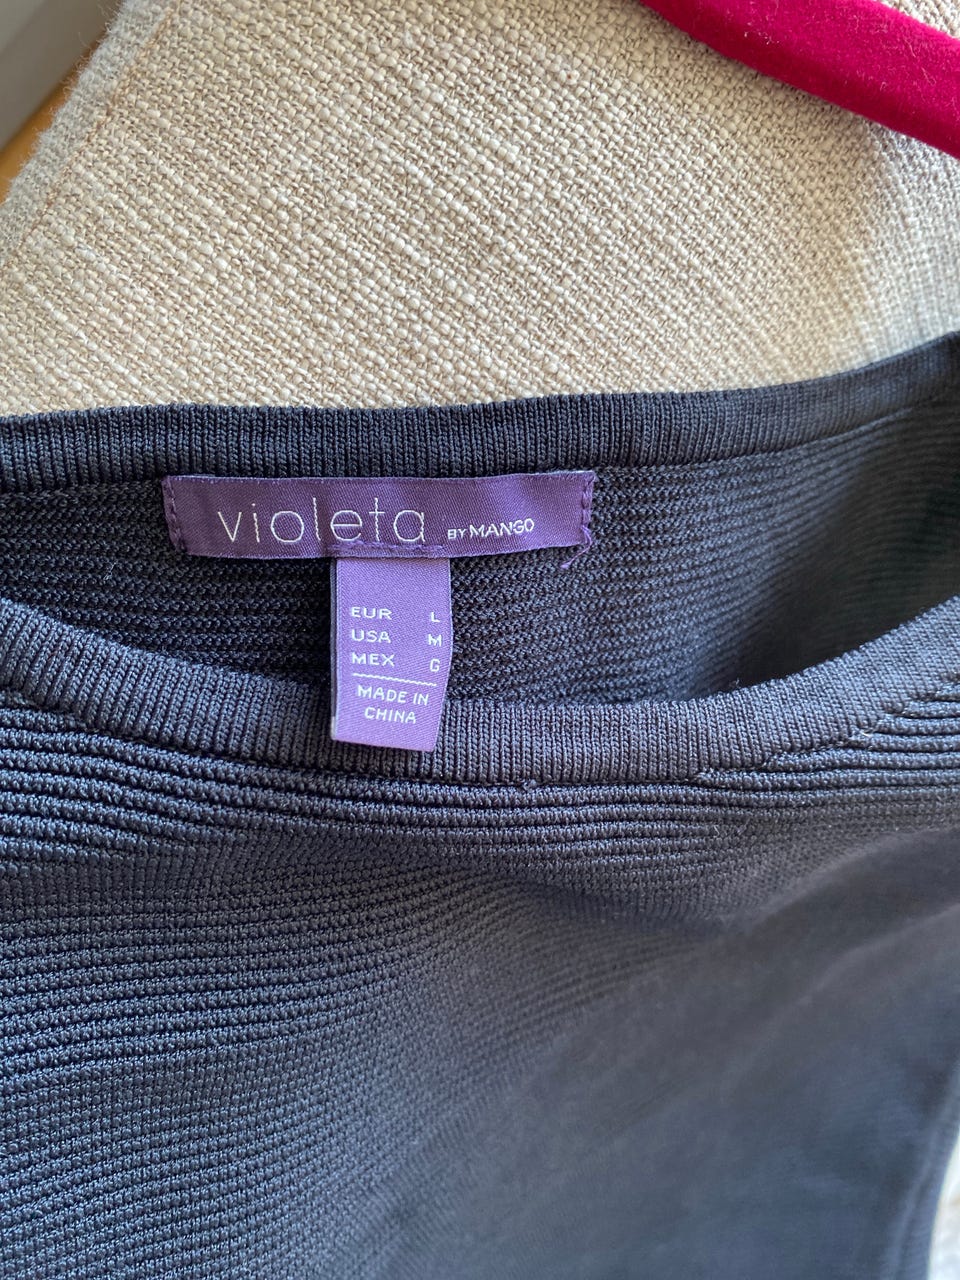 violeta BY MANGO
EUR L
USA M
MEX G
MADE IN
CHINA